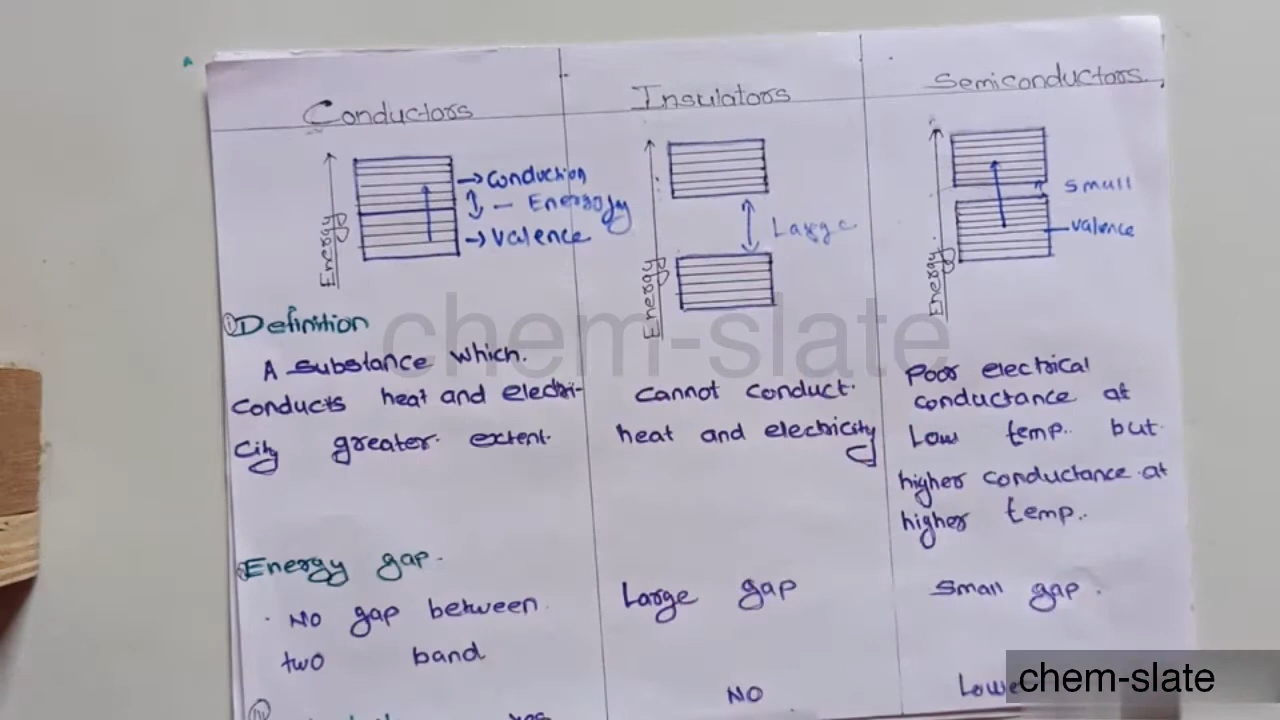 Conductors
Insulators
Semiconductors
Energy
→conduction
- Energy
→valence
Energy
Large
Energy
small
valence
(i) Definition
A substance which.
conducts heat and electri-
city greater. extent.
cannot conduct.
heat and electricity
Poor electrical
conductance at
Low temp.. but
higher conductance at
higher temp..
Energy gap.
. No gap between
two band
Large gap
small gap.
NO
chem-slate
chem-slate